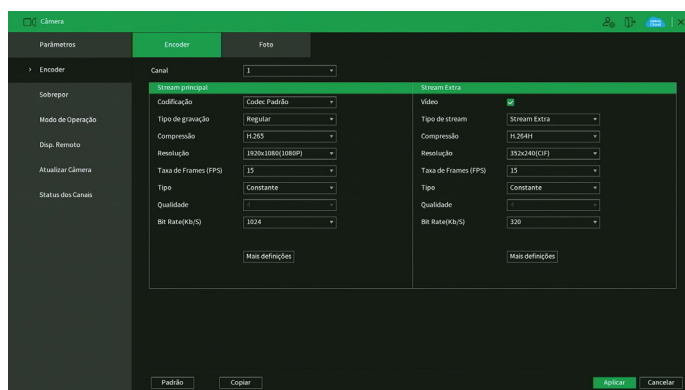 Câmera
Parâmetros
Encoder
Foto
Encoder
Canal
1
Sobrepor
Modo de Operação
Disp. Remoto
Atualizar Câmera
Status dos Canais
Stream principal
Codificação
Codec Padrão
Tipo de gravação
Regular
Compressão
H.265
Resolução
1920x1080(1080P)
Taxa de Frames (FPS)
15
Tipo
Constante
Qualidade
4
Bit Rate(Kb/S)
1024
Mais definições
Stream Extra
Vídeo
Tipo de stream
Stream Extra
Compressão
H.264H
Resolução
352x240(CIF)
Taxa de Frames (FPS)
15
Tipo
Constante
Qualidade
4
Bit Rate(Kb/S)
320
Mais definições
Padrão
Copiar
Aplicar
Cancelar